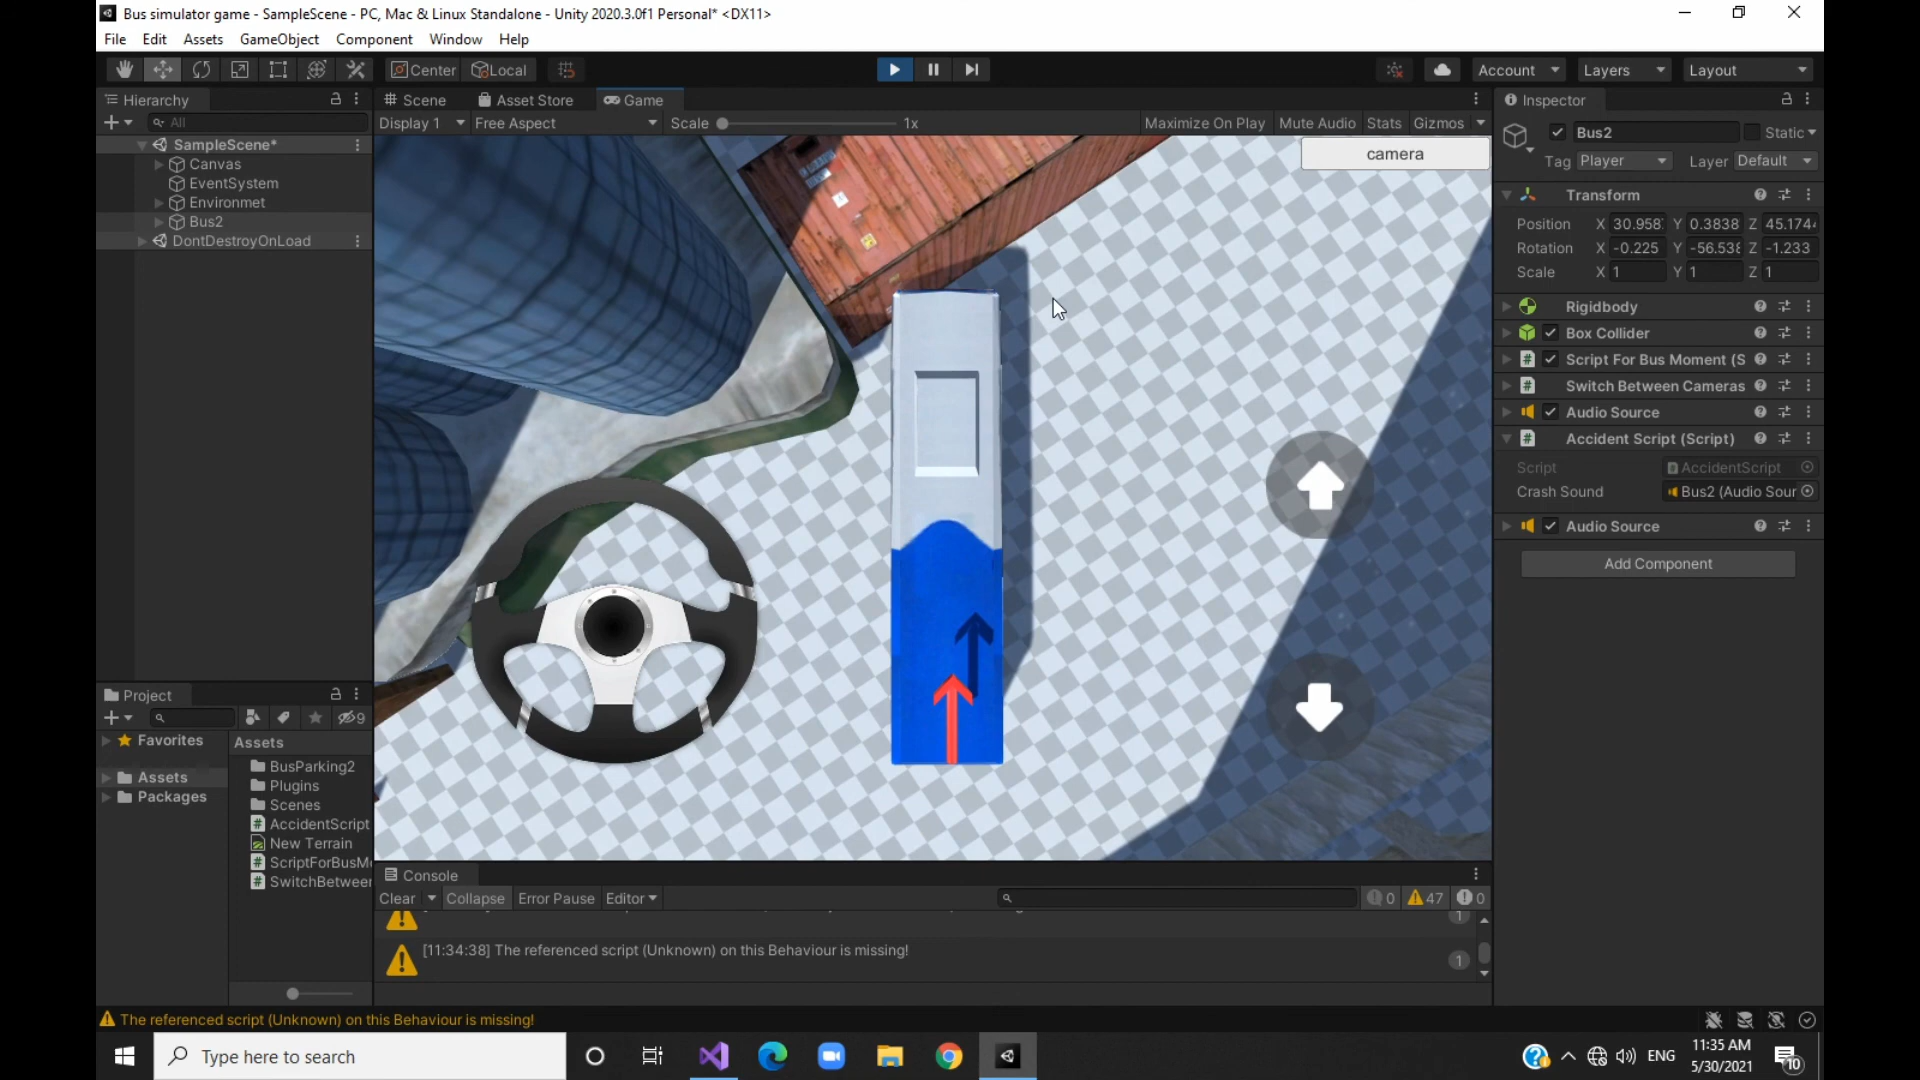 Bus simulator game - SampleScene - PC, Mac & Linux Standalone - Unity 2020.3.0f1 Personal* <DX11>
File Edit Assets GameObject Component Window Help
Center Local Account Layers Layout
Hierarchy Scene Asset Store Game Inspector
All Display 1 Free Aspect Scale 1x Maximize On Play Mute Audio Stats Gizmos
camera
Bus2 Static
Tag Player Layer Default
SampleScene*
Canvas
EventSystem
Environmet
Bus2
DontDestroyOnLoad
Transform
Position X 30.958 Y 0.3838 Z 45.174
Rotation X -0.225 Y -56.538 Z -1.233
Scale X 1 Y 1 Z 1
Rigidbody
Box Collider
Script For Bus Moment (S
Switch Between Cameras
Audio Source
Accident Script (Script)
Script AccidentScript
Crash Sound Bus2 (Audio Sour
Audio Source
Add Component
Project
9
Favorites
Assets
Packages
Assets
BusParking2
Plugins
Scenes
AccidentScript
New Terrain
ScriptForBusM
SwitchBetween
Console
Clear Collapse Error Pause Editor 0 47 0
1
[11:34:38] The referenced script (Unknown) on this Behaviour is missing!
1
The referenced script (Unknown) on this Behaviour is missing!
Type here to search
ENG
11:35 AM
5/30/2021
10